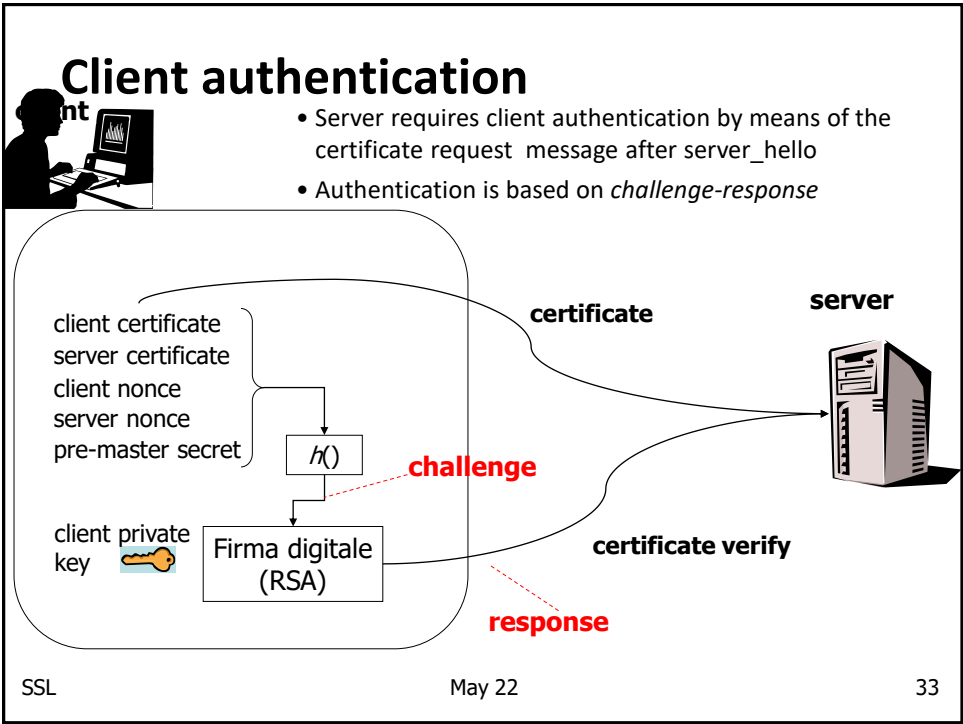 Client authentication
• Server requires client authentication by means of the
certificate request message after server_hello
• Authentication is based on challenge-response
client certificate
server certificate
client nonce
server nonce
pre-master secret
h()
challenge
client private
key
Firma digitale
(RSA)
certificate
server
certificate verify
response
SSL
May 22
33